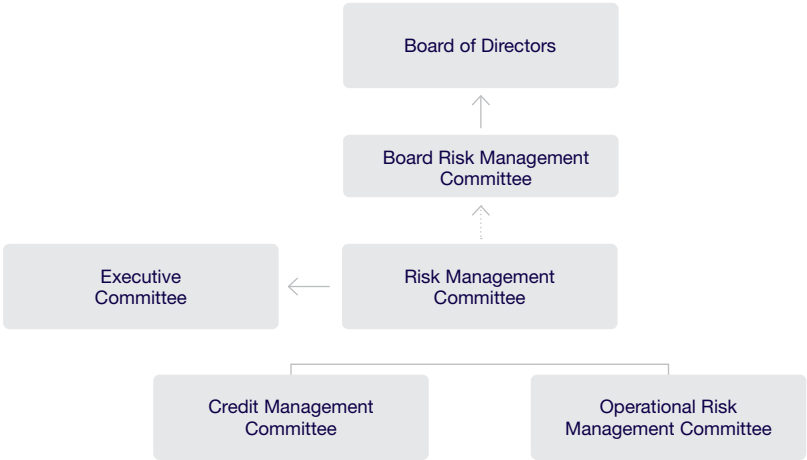 Board of Directors
Board Risk Management
Committee
Executive
Committee
Risk Management
Committee
Credit Management
Committee
Operational Risk
Management Committee